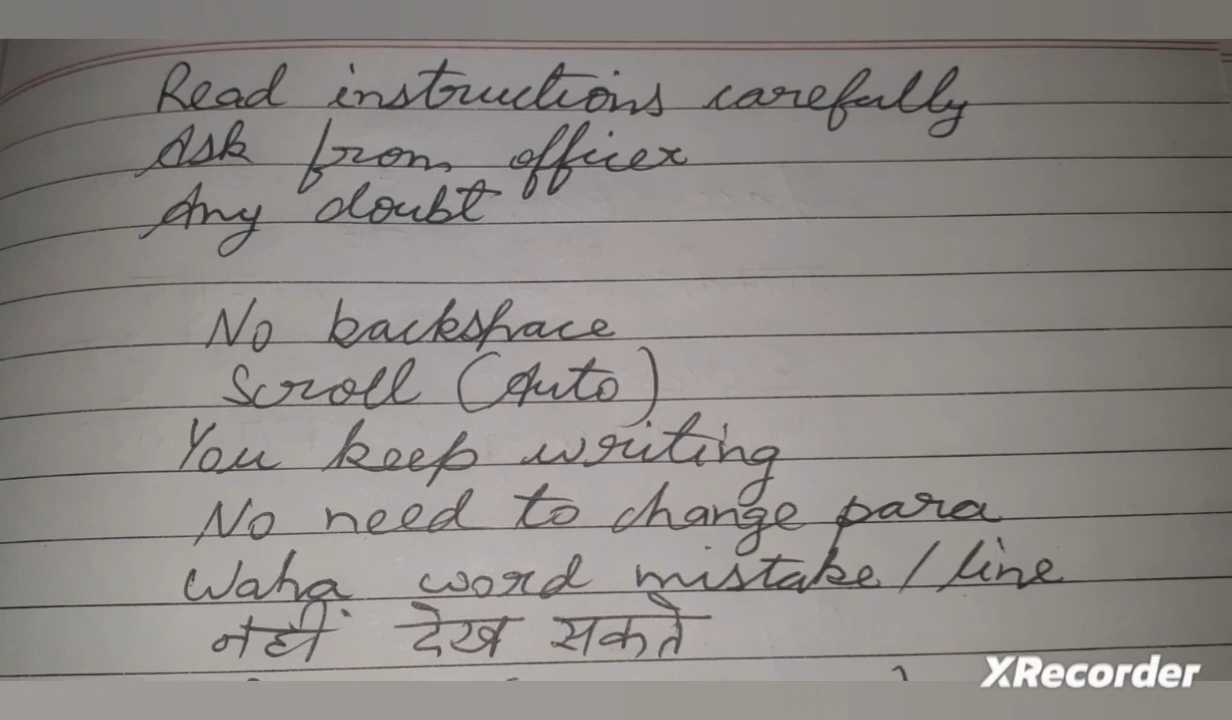 Read instructions carefully
Ask from officer
Any doubt
No backspace
Scroll (Auto)
You keep writing
No need to change para
Waha word mistake / line
नहीं देख सकते
XRecorder